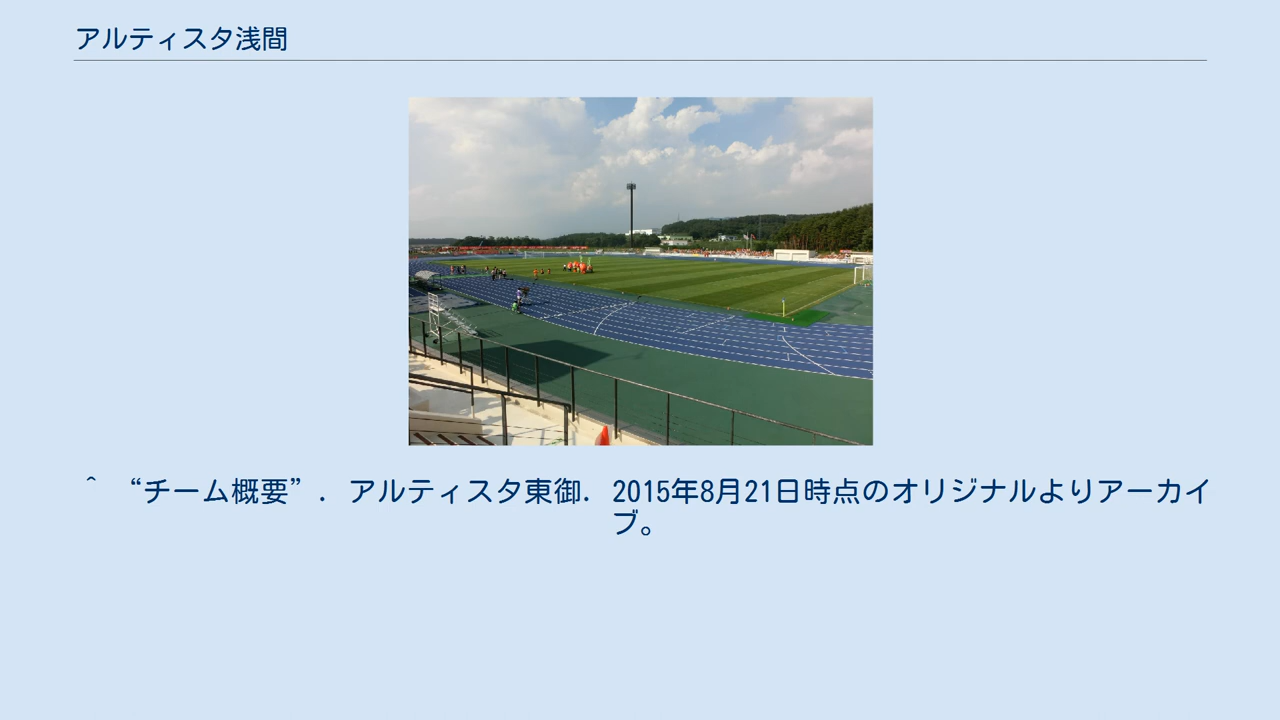 アルティスタ浅間
^ “チーム概要”. アルティスタ東御. 2015年8月21日時点のオリジナルよりアーカイ
ブ。